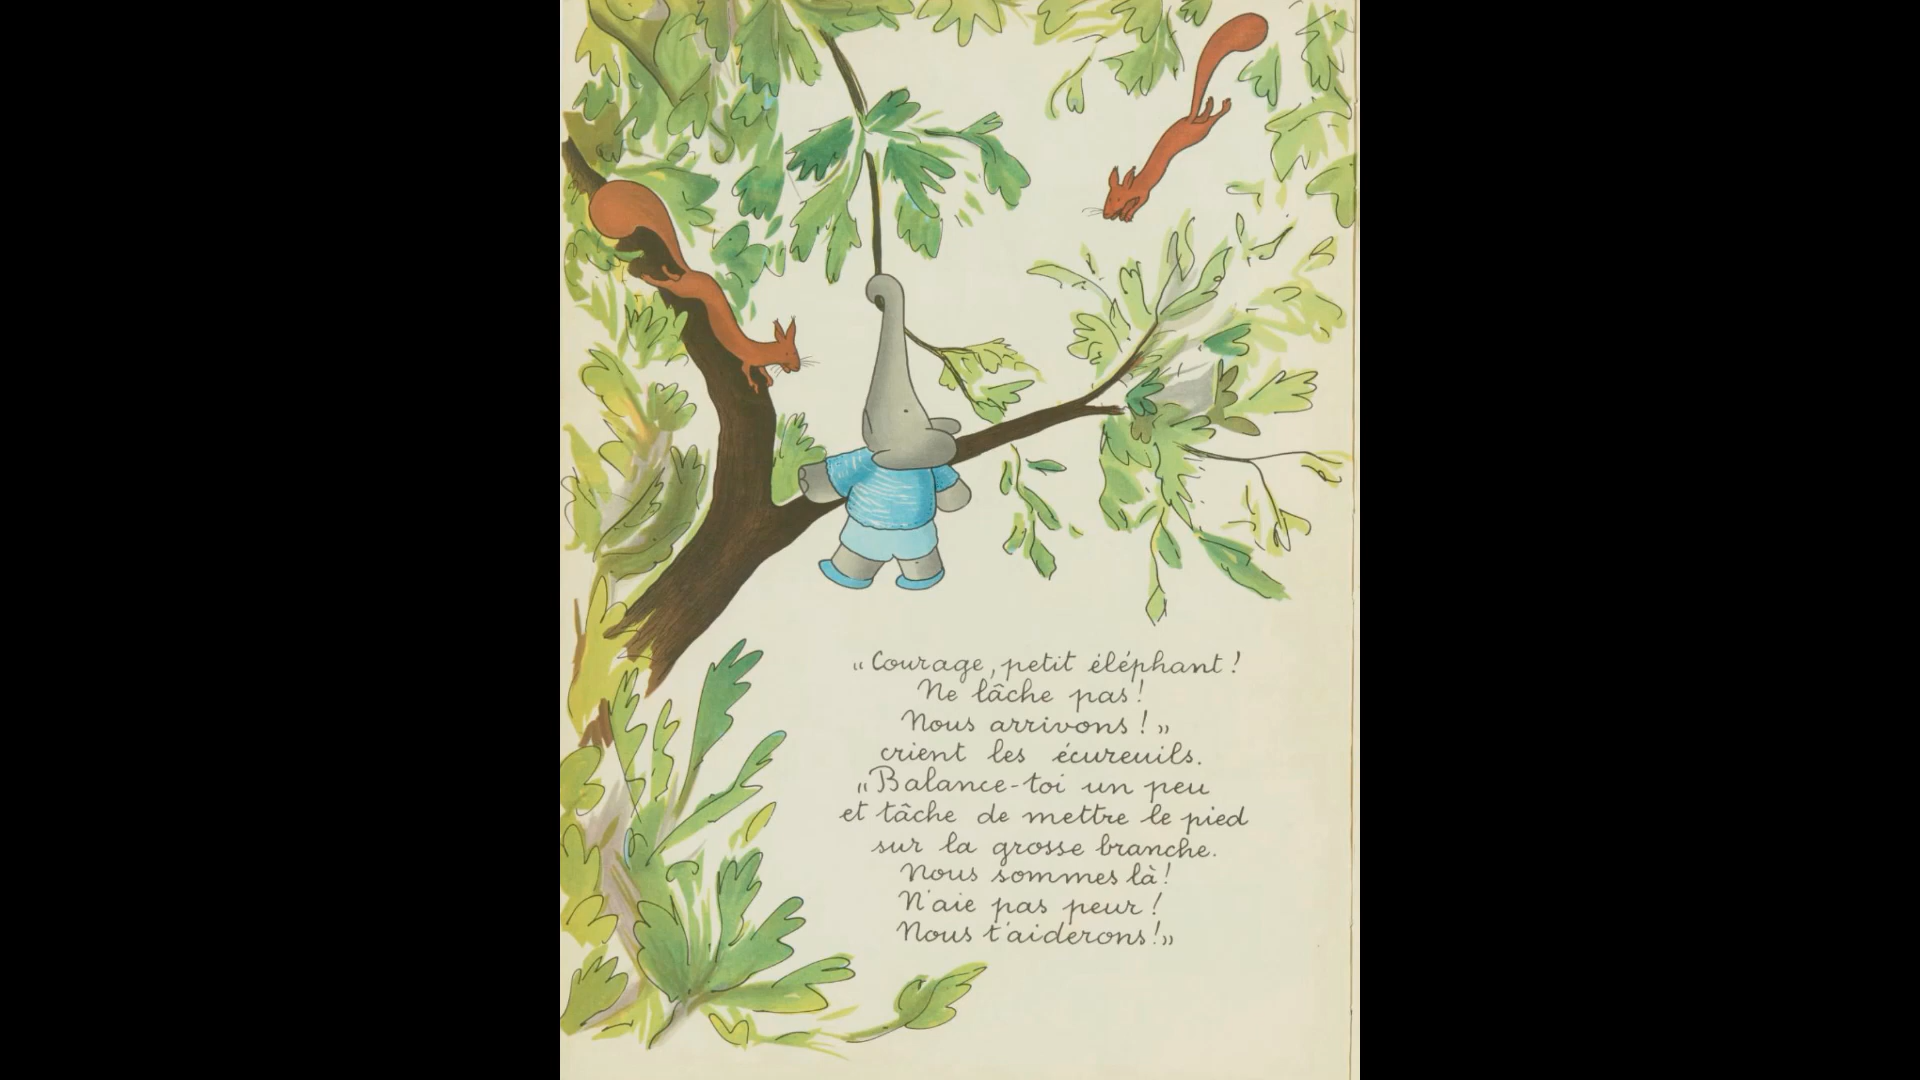 „Courage, petit éléphant!
Ne lâche pas!
Nous arrivons!”
crient les écureuils.
„Balance-toi un peu
et tâche de mettre le pied
sur la grosse branche.
Nous sommes là!
N'aie pas peur!
Nous t'aiderons!”